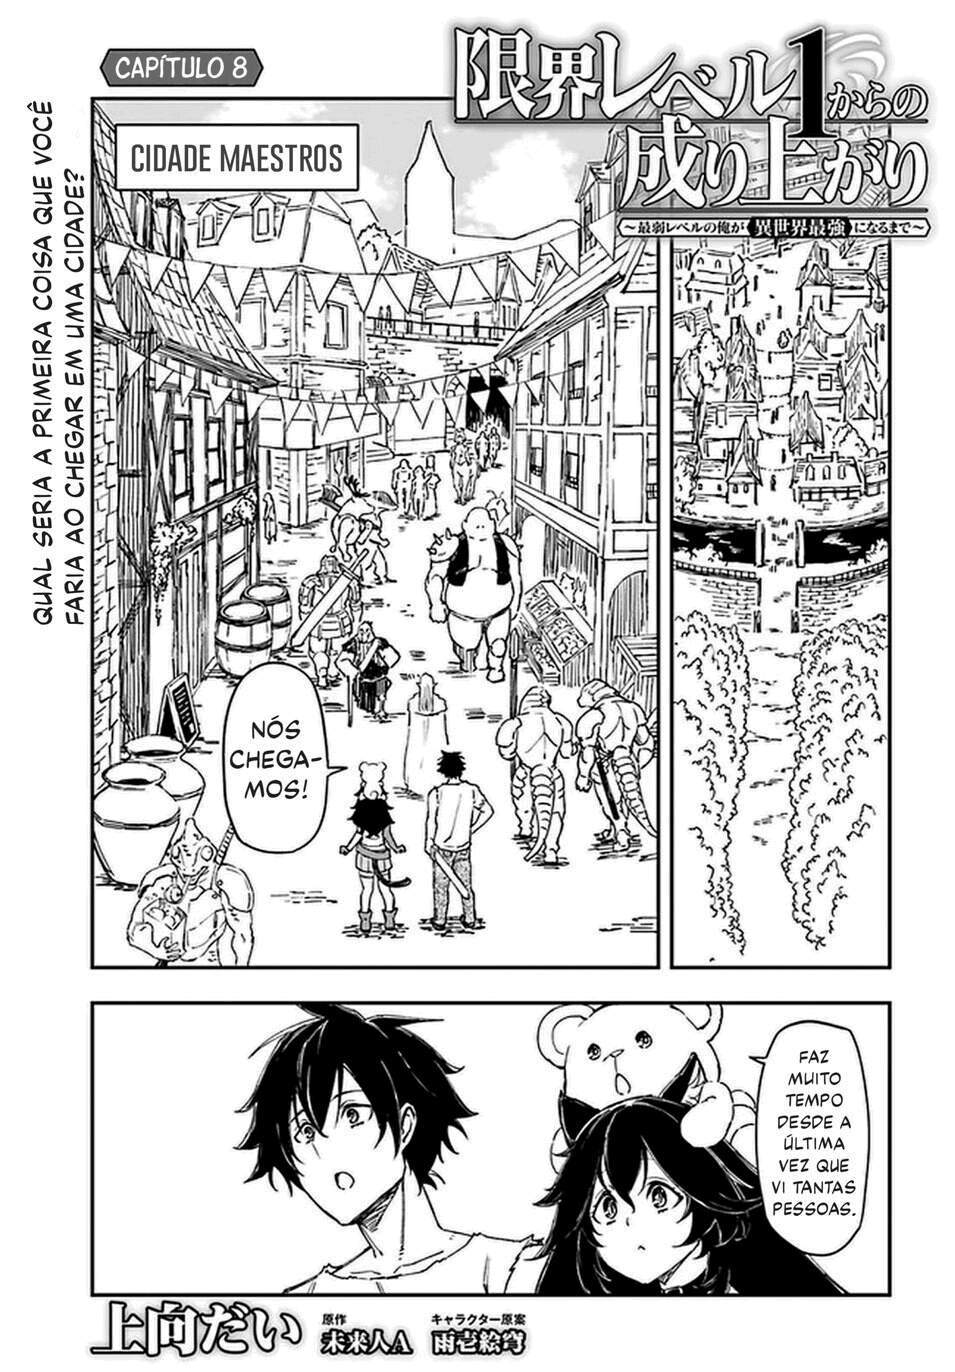 CAPÍTULO 8
限界レベル1からの
成り上がり
～最弱レベルの俺が異世界最強になるまで～
QUAL SERIA A PRIMEIRA COISA QUE VOCÊ
FARIA AO CHEGAR EM UMA CIDADE?
CIDADE MAESTROS
NÓS
CHEGA-
MOS!
FAZ
MUITO
TEMPO
DESDE A
ÚLTIMA
VEZ QUE
VI TANTAS
PESSOAS.
上向だい
原作
未来人A
キャラクター原案
雨壱絵穹